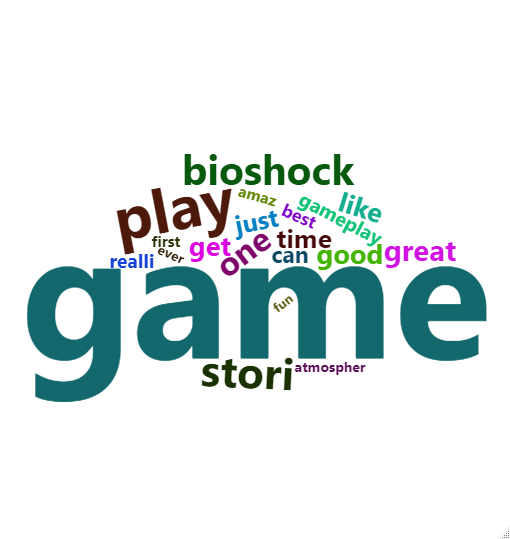 bioshock
play
amaz
like
just
best
gameplay
first
ever
get
one
time
can
good
great
realli
game
fun
stori
atmospher